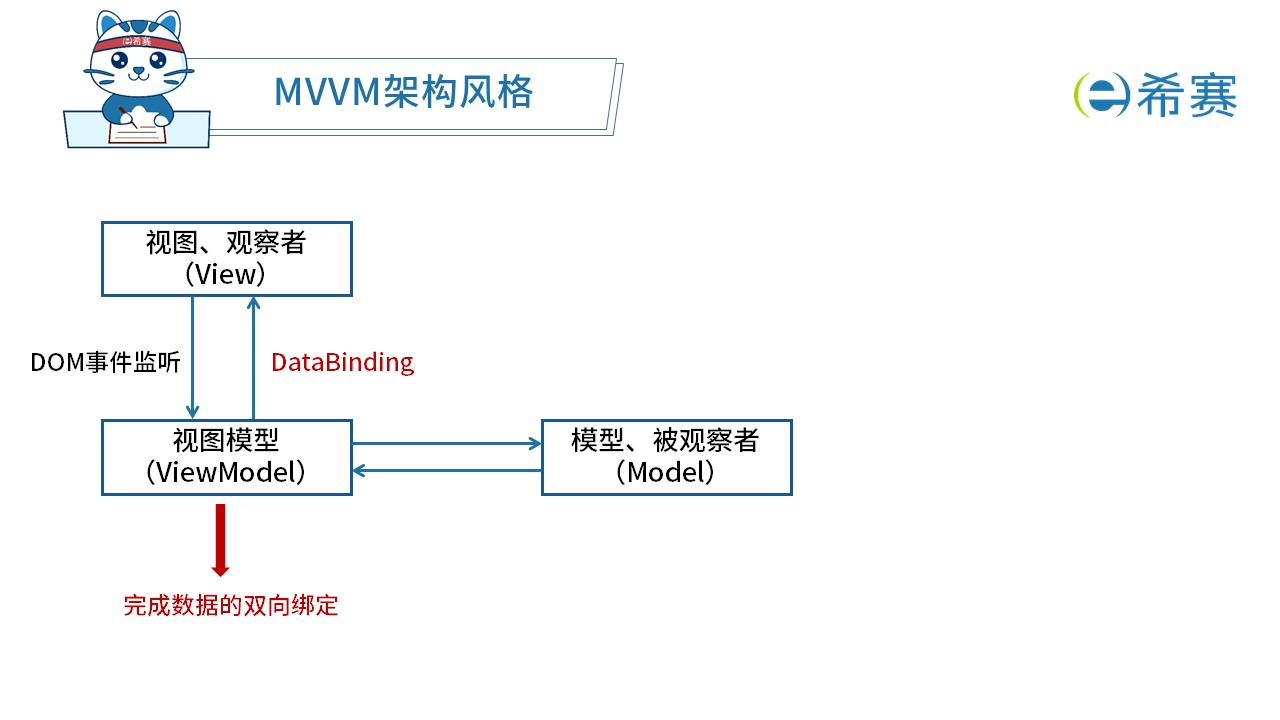 希赛
MVVM架构风格
希赛
视图、观察者
（View）
DOM事件监听
DataBinding
视图模型
（ViewModel）
模型、被观察者
（Model）
完成数据的双向绑定